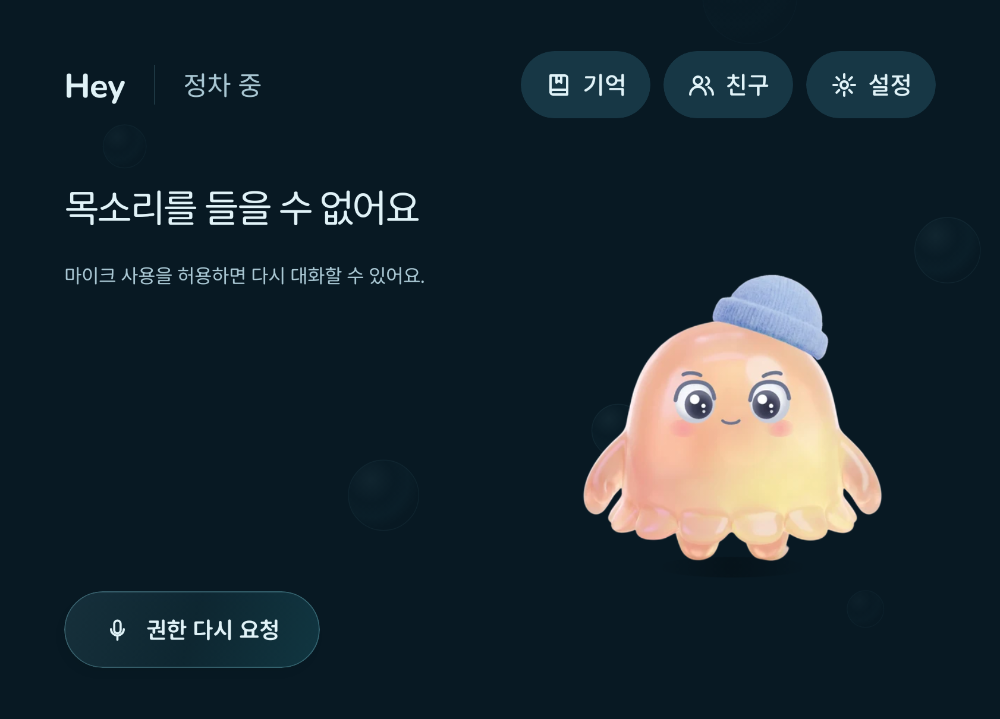 Hey
정차 중
기억
친구
설정
목소리를 들을 수 없어요
마이크 사용을 허용하면 다시 대화할 수 있어요.
권한 다시 요청